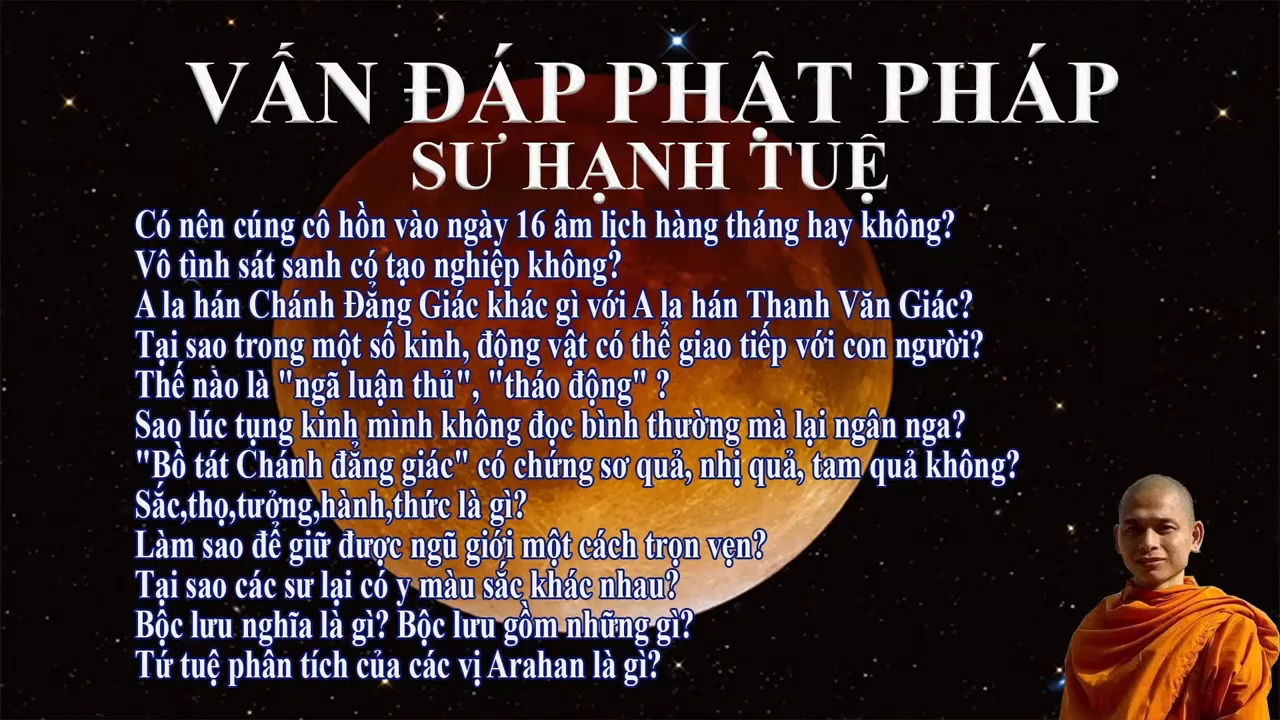 VẤN ĐÁP PHẬT PHÁP
SƯ HẠNH TUỆ
Có nên cúng cô hồn vào ngày 16 âm lịch hàng tháng hay không?
Vô tình sát sanh có tạo nghiệp không?
A la hán Chánh Đẳng Giác khác gì với A la hán Thanh Văn Giác?
Tại sao trong một số kinh, động vật có thể giao tiếp với con người?
Thế nào là "ngã luận thủ", "tháo động" ?
Sao lúc tụng kinh mình không đọc bình thường mà lại ngân nga?
"Bồ tát Chánh đẳng giác" có chứng sơ quả, nhị quả, tam quả không?
Sắc,thọ,tưởng,hành,thức là gì?
Làm sao để giữ được ngũ giới một cách trọn vẹn?
Tại sao các sư lại có y màu sắc khác nhau?
Bộc lưu nghĩa là gì? Bộc lưu gồm những gì?
Tứ tuệ phân tích của các vị Arahan là gì?